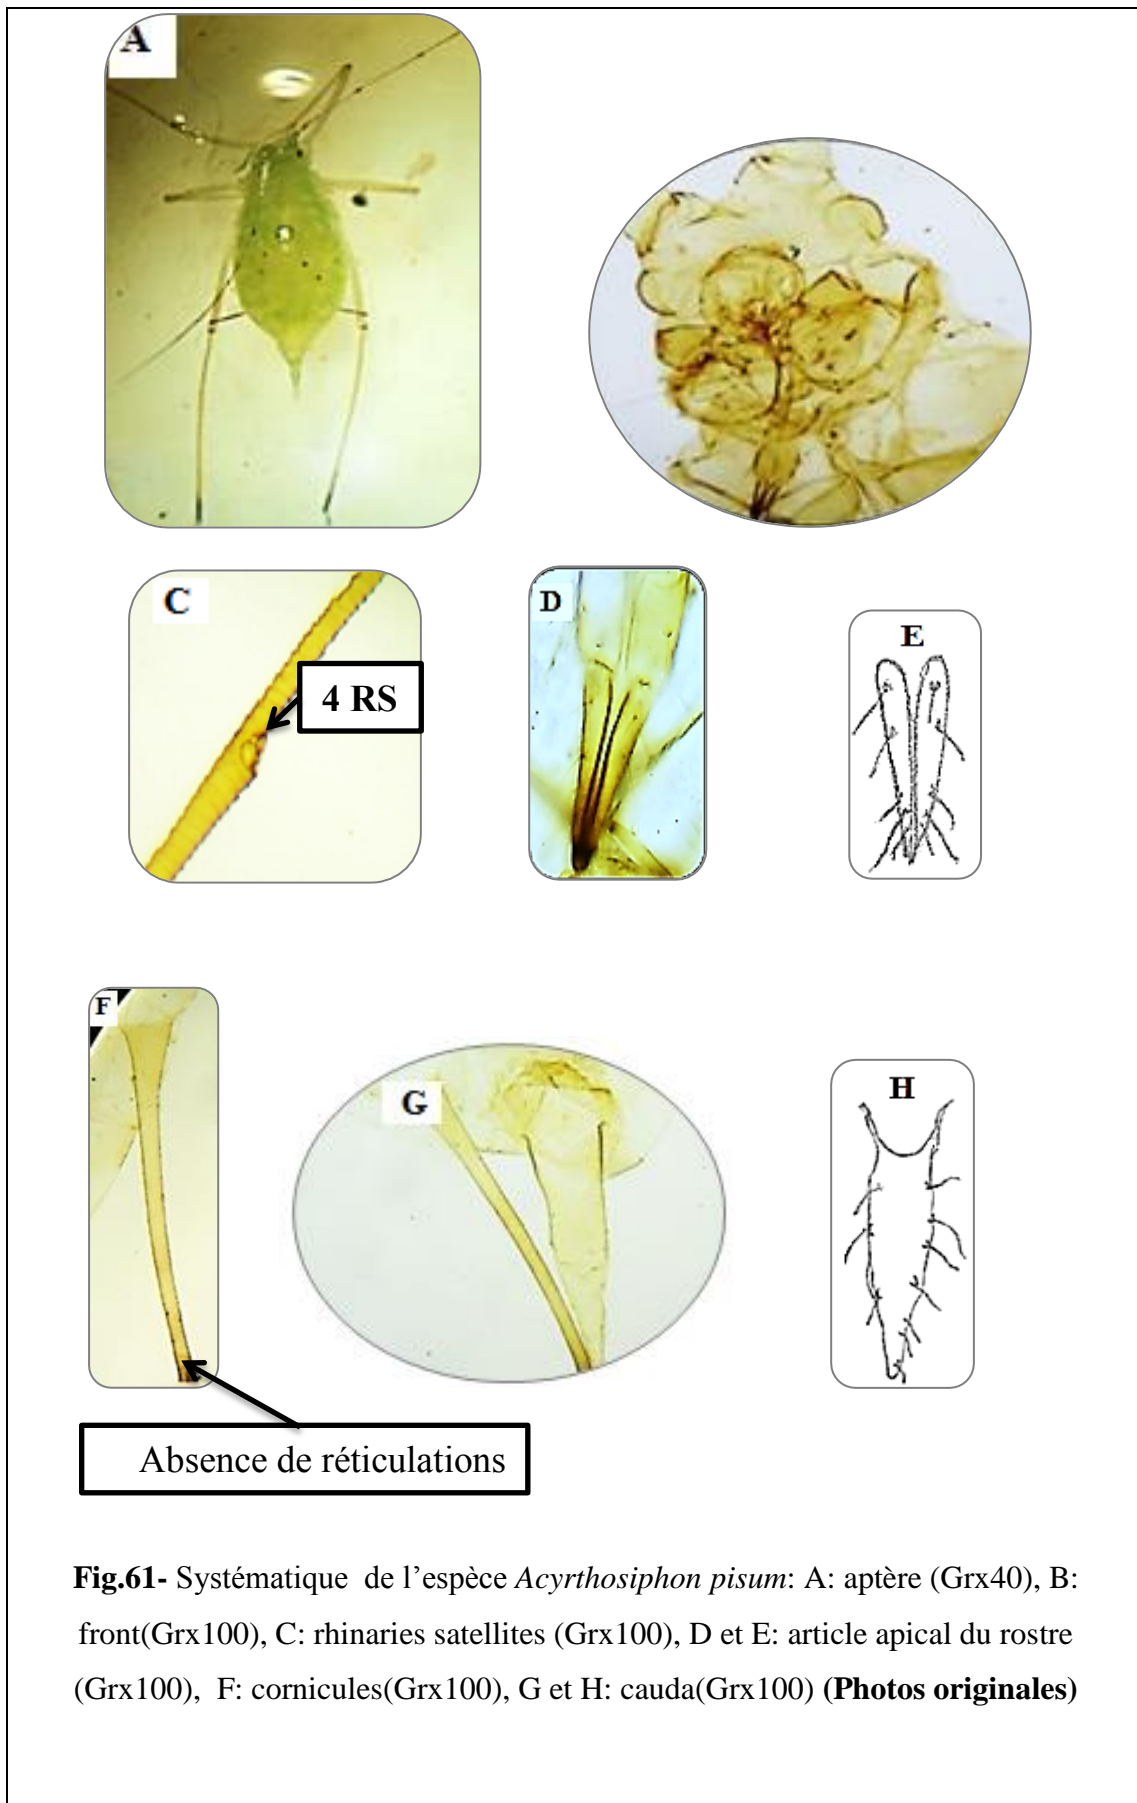 A
C
4 RS
D
E
F
G
H
Absence de réticulations
Fig.61- Systématique de l'espèce Acyrthosiphon pisum: A: aptère (Grx40), B:
front(Grx100), C: rhinaries satellites (Grx100), D et E: article apical du rostre
(Grx100), F: cornicules(Grx100), G et H: cauda(Grx100) (Photos originales)